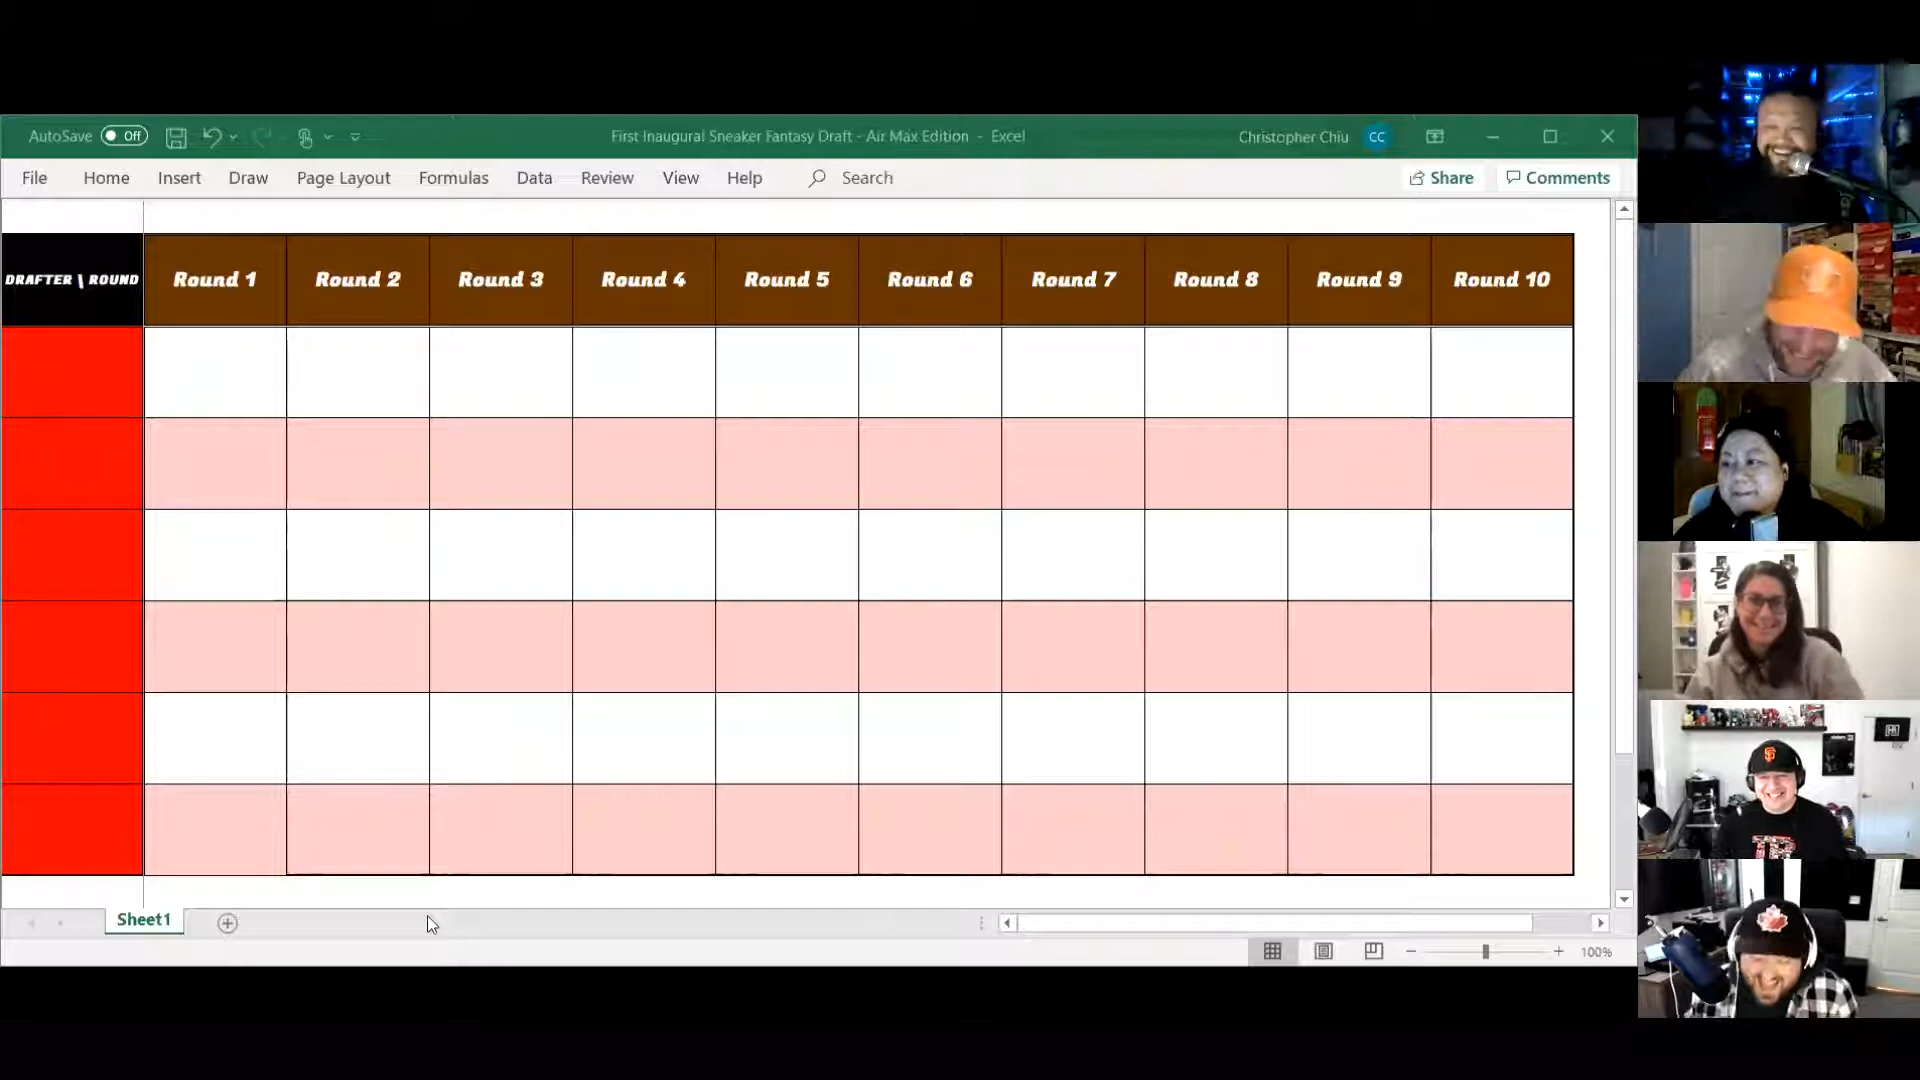 AutoSave Off
First Inaugural Sneaker Fantasy Draft - Air Max Edition - Excel
Christopher Chiu CC
File Home Insert Draw Page Layout Formulas Data Review View Help Search Share Comments
DRAFTER \ ROUND Round 1 Round 2 Round 3 Round 4 Round 5 Round 6 Round 7 Round 8 Round 9 Round 10
Sheet1
100%